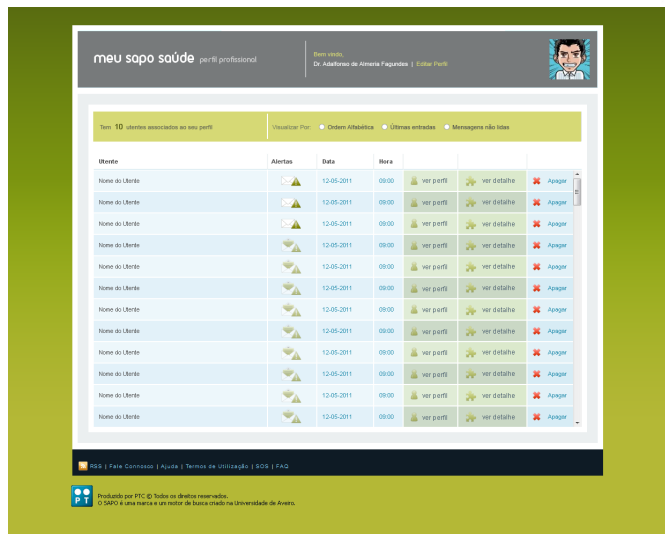 meu sapo saúde perfil profissional
Bem vindo,
Dr. Adalfonso de Almeria Fagundes | Editar Perfil
Tem 10 utentes associados ao seu perfil
Visualizar Por: Ordem Alfabética Últimas entradas Mensagens não lidas
Utente Alertas Data Hora
Nome do Utente 12-05-2011 09:00 ver perfil ver detalhe Apagar
Nome do Utente 12-05-2011 09:00 ver perfil ver detalhe Apagar
Nome do Utente 12-05-2011 09:00 ver perfil ver detalhe Apagar
Nome do Utente 12-05-2011 09:00 ver perfil ver detalhe Apagar
Nome do Utente 12-05-2011 09:00 ver perfil ver detalhe Apagar
Nome do Utente 12-05-2011 09:00 ver perfil ver detalhe Apagar
Nome do Utente 12-05-2011 09:00 ver perfil ver detalhe Apagar
Nome do Utente 12-05-2011 09:00 ver perfil ver detalhe Apagar
Nome do Utente 12-05-2011 09:00 ver perfil ver detalhe Apagar
Nome do Utente 12-05-2011 09:00 ver perfil ver detalhe Apagar
Nome do Utente 12-05-2011 09:00 ver perfil ver detalhe Apagar
Nome do Utente 12-05-2011 09:00 ver perfil ver detalhe Apagar
RSS | Fale Connosco | Ajuda | Termos de Utilização | SOS | FAQ
PT
Produzido por PTC © Todos os direitos reservados.
O SAPO é uma marca e um motor de busca criado na Universidade de Aveiro.